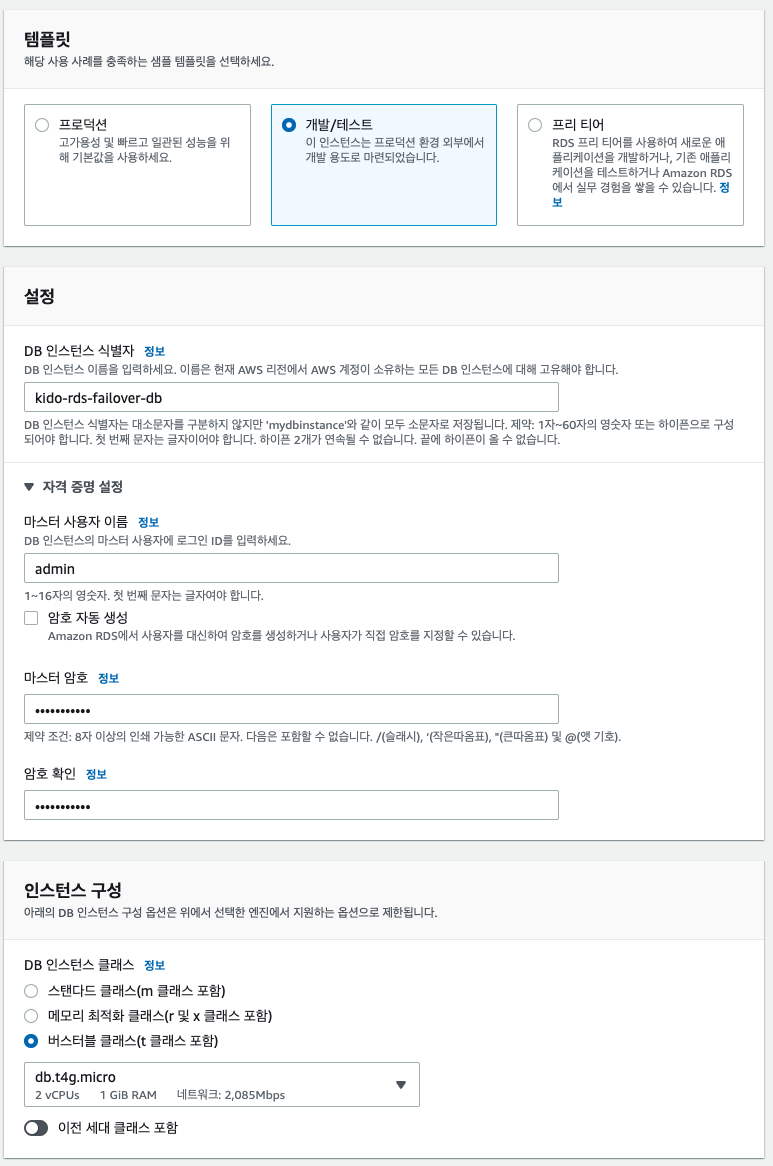 템플릿
해당 사용 사례를 충족하는 샘플 템플릿을 선택하세요.
프로덕션
고가용성 및 빠르고 일관된 성능을 위
해 기본값을 사용하세요.
개발/테스트
이 인스턴스는 프로덕션 환경 외부에서
개발 용도로 마련되었습니다.
프리 티어
RDS 프리 티어를 사용하여 새로운 애
플리케이션을 개발하거나, 기존 애플리
케이션을 테스트하거나 Amazon RDS
에서 실무 경험을 쌓을 수 있습니다. 정
보
설정
DB 인스턴스 식별자 정보
DB 인스턴스 이름을 입력하세요. 이름은 현재 AWS 리전에서 AWS 계정이 소유하는 모든 DB 인스턴스에 대해 고유해야 합니다.
kido-rds-failover-db
DB 인스턴스 식별자는 대소문자를 구분하지 않지만 'mydbinstance'와 같이 모두 소문자로 저장됩니다. 제약: 1자~60자의 영숫자 또는 하이픈으로 구성
되어야 합니다. 첫 번째 문자는 글자이어야 합니다. 하이픈 2개가 연속될 수 없습니다. 끝에 하이픈이 올 수 없습니다.
▼ 자격 증명 설정
마스터 사용자 이름 정보
DB 인스턴스의 마스터 사용자에 로그인 ID를 입력하세요.
admin
1~16자의 영숫자. 첫 번째 문자는 글자여야 합니다.
암호 자동 생성
Amazon RDS에서 사용자를 대신하여 암호를 생성하거나 사용자가 직접 암호를 지정할 수 있습니다.
마스터 암호 정보
•••••••••••
제약 조건: 8자 이상의 인쇄 가능한 ASCII 문자. 다음은 포함할 수 없습니다. /(슬래시), '(작은따옴표), "(큰따옴표) 및 @(앳 기호).
암호 확인 정보
•••••••••••
인스턴스 구성
아래의 DB 인스턴스 구성 옵션은 위에서 선택한 엔진에서 지원하는 옵션으로 제한됩니다.
DB 인스턴스 클래스 정보
스탠다드 클래스(m 클래스 포함)
메모리 최적화 클래스(r 및 x 클래스 포함)
버스터블 클래스(t 클래스 포함)
db.t4g.micro
2 vCPUs 1 GiB RAM 네트워크: 2,085Mbps
이전 세대 클래스 포함